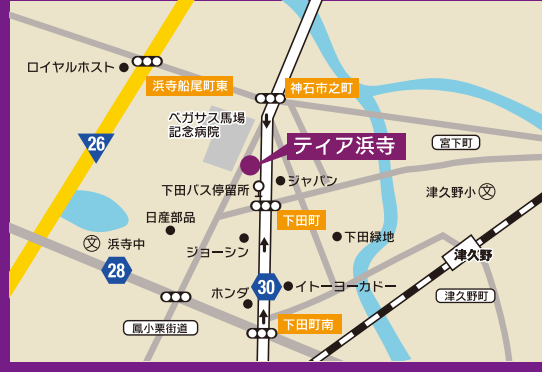 ロイヤルホスト
浜寺船尾町東
神石市之町
ペガサス馬場
記念病院
26
ティア浜寺
宮下町
下田バス停留所
ジャパン
津久野小
文
日産部品
下田町
文
浜寺中
ジョーシン
下田緑地
津久野
28
ホンダ
30
イトーヨーカドー
津久野町
鳳小栗街道
下田町南